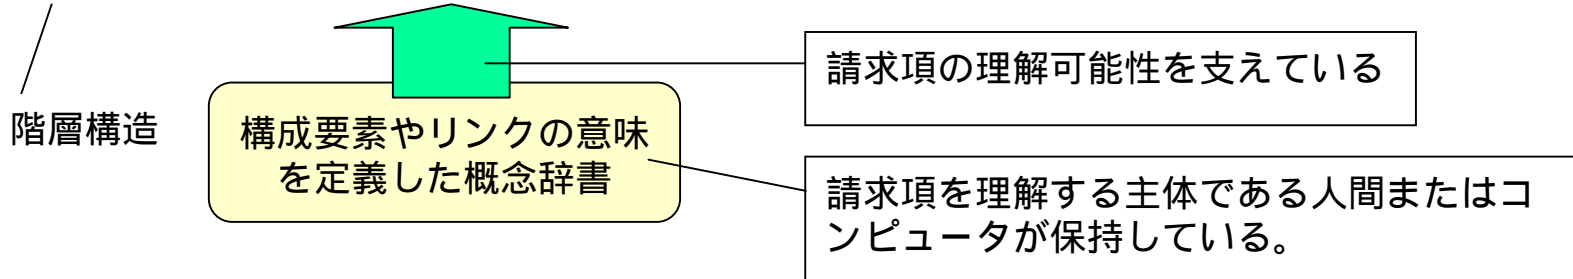 請求項の理解可能性を支えている
階層構造
構成要素やリンクの意味
を定義した概念辞書
請求項を理解する主体である人間またはコ
ンピュータが保持している。